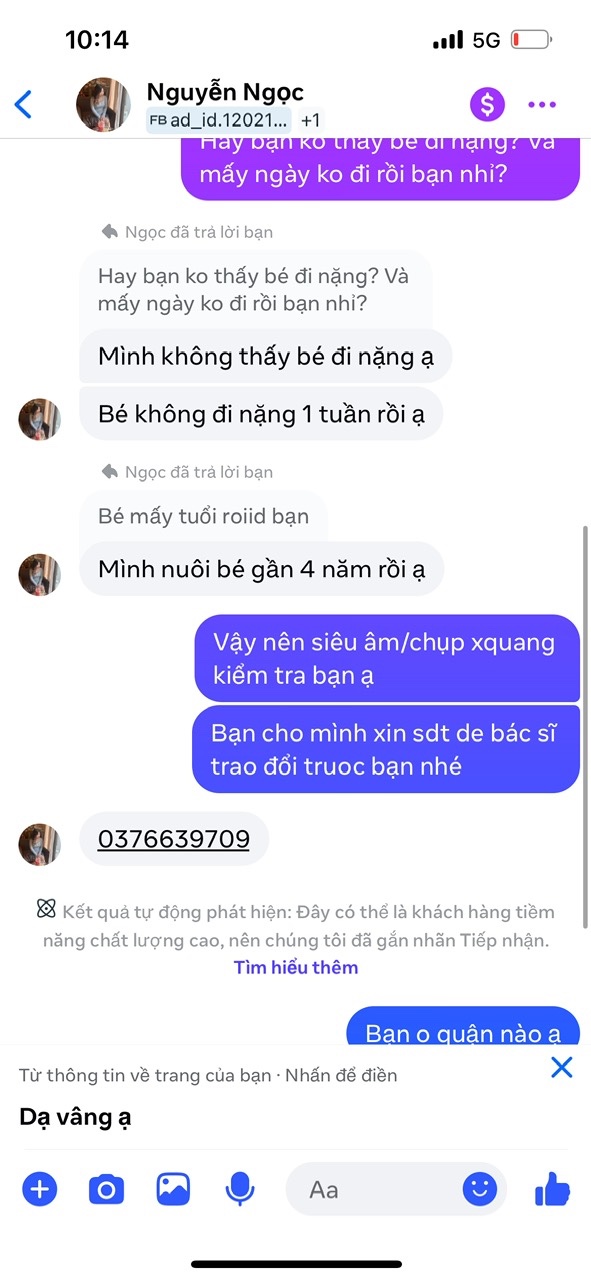 10:14
5G
Nguyễn Ngọc
FB ad_id.12021... +1
Hay bạn ko thấy bé đi nặng? Và
mấy ngày ko đi rồi bạn nhỉ?
Ngọc đã trả lời bạn
Hay bạn ko thấy bé đi nặng? Và
mấy ngày ko đi rồi bạn nhỉ?
Mình không thấy bé đi nặng ạ
Bé không đi nặng 1 tuần rồi ạ
Ngọc đã trả lời bạn
Bé mấy tuổi roiid bạn
Mình nuôi bé gần 4 năm rồi ạ
Vậy nên siêu âm/chụp xquang
kiểm tra bạn ạ
Bạn cho mình xin sdt de bác sĩ
trao đổi truoc bạn nhé
0376639709
Kết quả tự động phát hiện: Đây có thể là khách hàng tiềm
năng chất lượng cao, nên chúng tôi đã gắn nhãn Tiếp nhận.
Tìm hiểu thêm
Bạn o quận nào ạ
Từ thông tin về trang của bạn · Nhấn để điền
Dạ vâng ạ
Aa